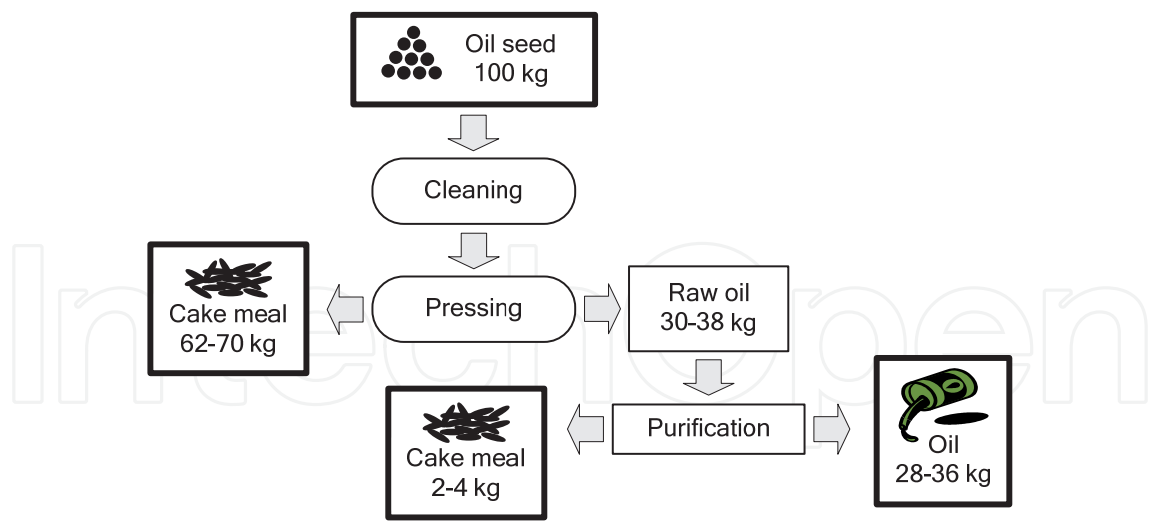 Oil seed
100 kg
Cleaning
Pressing
Cake meal
62-70 kg
Raw oil
30-38 kg
Purification
Cake meal
2-4 kg
Oil
28-36 kg
IntechOpen